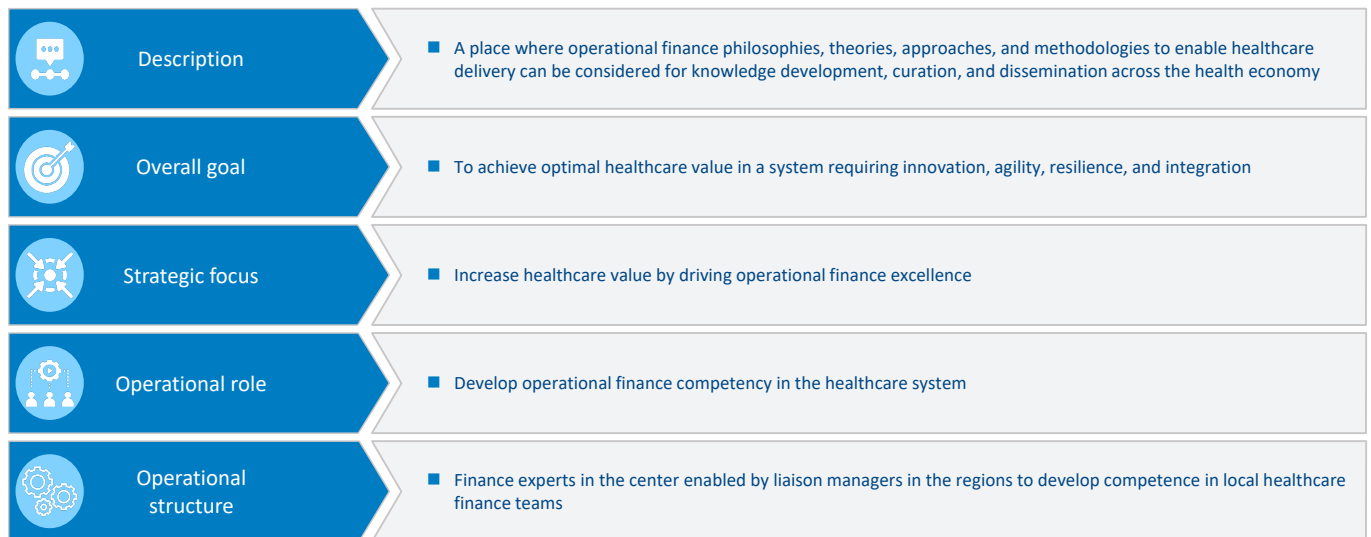 Description
■ A place where operational finance philosophies, theories, approaches, and methodologies to enable healthcare
delivery can be considered for knowledge development, curation, and dissemination across the health economy
Overall goal
■ To achieve optimal healthcare value in a system requiring innovation, agility, resilience, and integration
Strategic focus
■ Increase healthcare value by driving operational finance excellence
Operational role
■ Develop operational finance competency in the healthcare system
Operational
structure
■ Finance experts in the center enabled by liaison managers in the regions to develop competence in local healthcare
finance teams